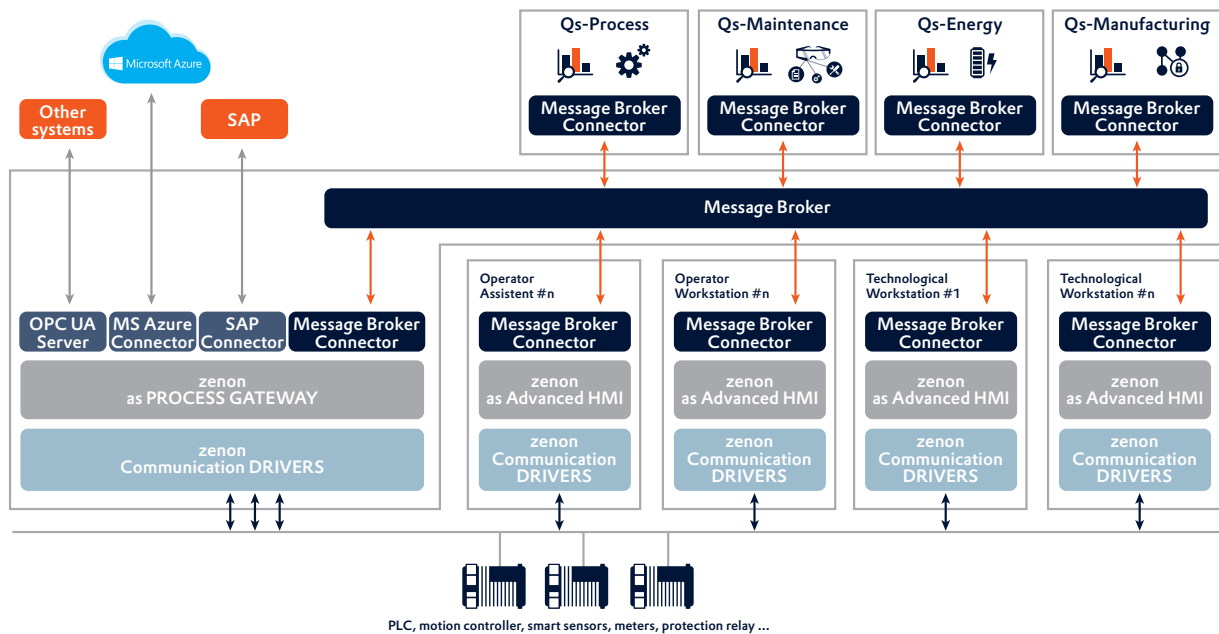 Qs-Process
Qs-Maintenance
Qs-Energy
Qs-Manufacturing
Microsoft Azure
Other
systems
SAP
Message Broker
Connector
Message Broker
Connector
Message Broker
Connector
Message Broker
Connector
Message Broker
Operator
Assistent #n
Operator
Workstation #n
Technological
Workstation #1
Technological
Workstation #n
OPC UA
Server
MS Azure
Connector
SAP
Connector
Message Broker
Connector
Message Broker
Connector
Message Broker
Connector
Message Broker
Connector
Message Broker
Connector
zenon
as PROCESS GATEWAY
zenon
as Advanced HMI
zenon
as Advanced HMI
zenon
as Advanced HMI
zenon
as Advanced HMI
zenon
Communication DRIVERS
zenon
Communication
DRIVERS
zenon
Communication
DRIVERS
zenon
Communication
DRIVERS
zenon
Communication
DRIVERS
PLC, motion controller, smart sensors, meters, protection relay ...